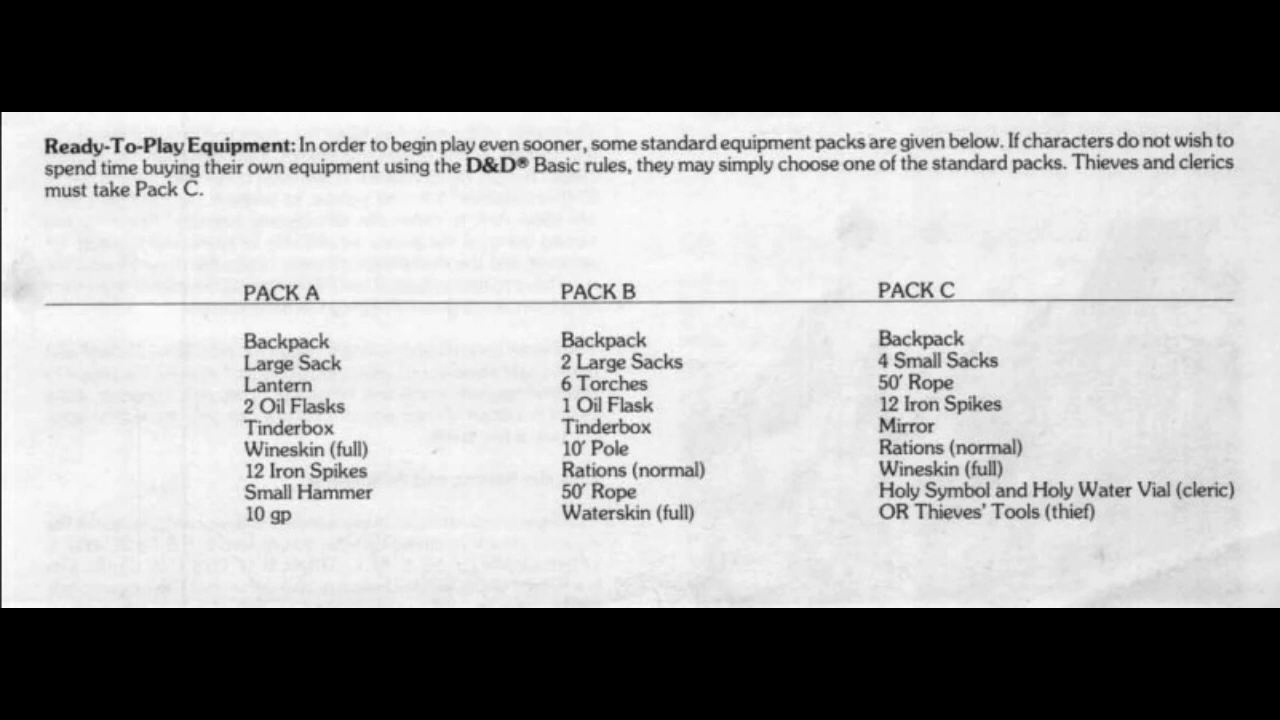 Ready-To-Play Equipment: In order to begin play even sooner, some standard equipment packs are given below. If characters do not wish to
spend time buying their own equipment using the D&D® Basic rules, they may simply choose one of the standard packs. Thieves and clerics
must take Pack C.
PACK A
Backpack
Large Sack
Lantern
2 Oil Flasks
Tinderbox
Wineskin (full)
12 Iron Spikes
Small Hammer
10 gp
PACK B
Backpack
2 Large Sacks
6 Torches
1 Oil Flask
Tinderbox
10′ Pole
Rations (normal)
50′ Rope
Waterskin (full)
PACK C
Backpack
4 Small Sacks
50′ Rope
12 Iron Spikes
Mirror
Rations (normal)
Wineskin (full)
Holy Symbol and Holy Water Vial (cleric)
OR Thieves' Tools (thief)